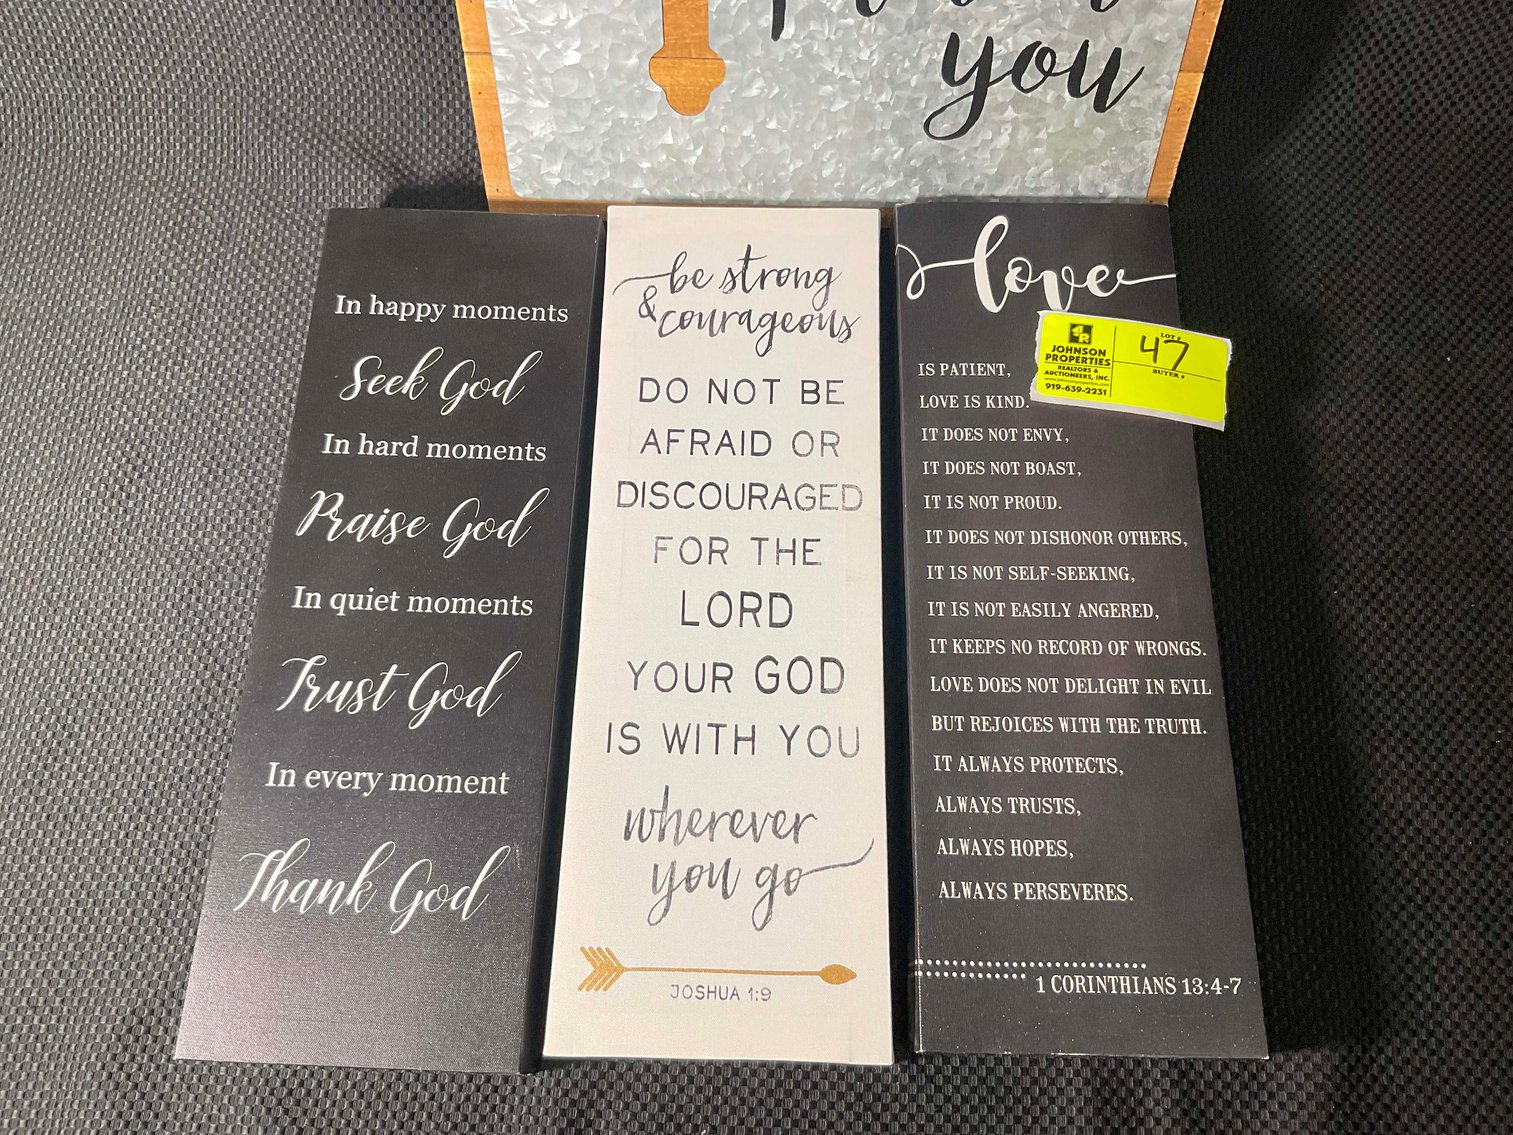 you
In happy moments
Seek God
In hard moments
Praise God
In quiet moments
Trust God
In every moment
Thank God
be strong
& courageous
DO NOT BE
AFRAID OR
DISCOURAGED
FOR THE
LORD
YOUR GOD
IS WITH YOU
wherever
you go
JOSHUA 1:9
love
IS PATIENT,
LOVE IS KIND.
IT DOES NOT ENVY,
IT DOES NOT BOAST,
IT IS NOT PROUD.
IT DOES NOT DISHONOR OTHERS,
IT IS NOT SELF-SEEKING,
IT IS NOT EASILY ANGERED,
IT KEEPS NO RECORD OF WRONGS.
LOVE DOES NOT DELIGHT IN EVIL
BUT REJOICES WITH THE TRUTH.
IT ALWAYS PROTECTS,
ALWAYS TRUSTS,
ALWAYS HOPES,
ALWAYS PERSEVERES.
1 CORINTHIANS 13:4-7
JOHNSON
PROPERTIES
REALTORS &
AUCTIONEERS, INC.
www.johnsonproperties.com
919-639-2231
LOT #
47
BUYER #